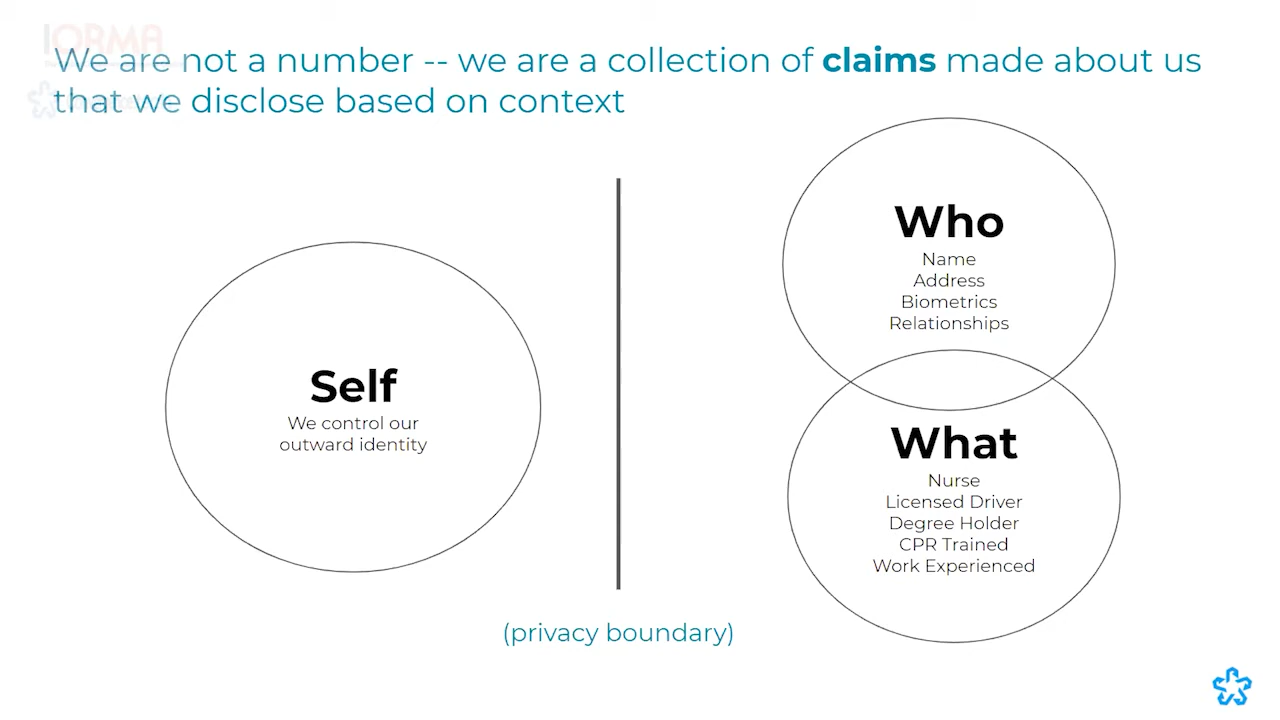 IORMA
We are not a number -- we are a collection of claims made about us
that we disclose based on context
Self
We control our
outward identity
Who
Name
Address
Biometrics
Relationships
What
Nurse
Licensed Driver
Degree Holder
CPR Trained
Work Experienced
(privacy boundary)